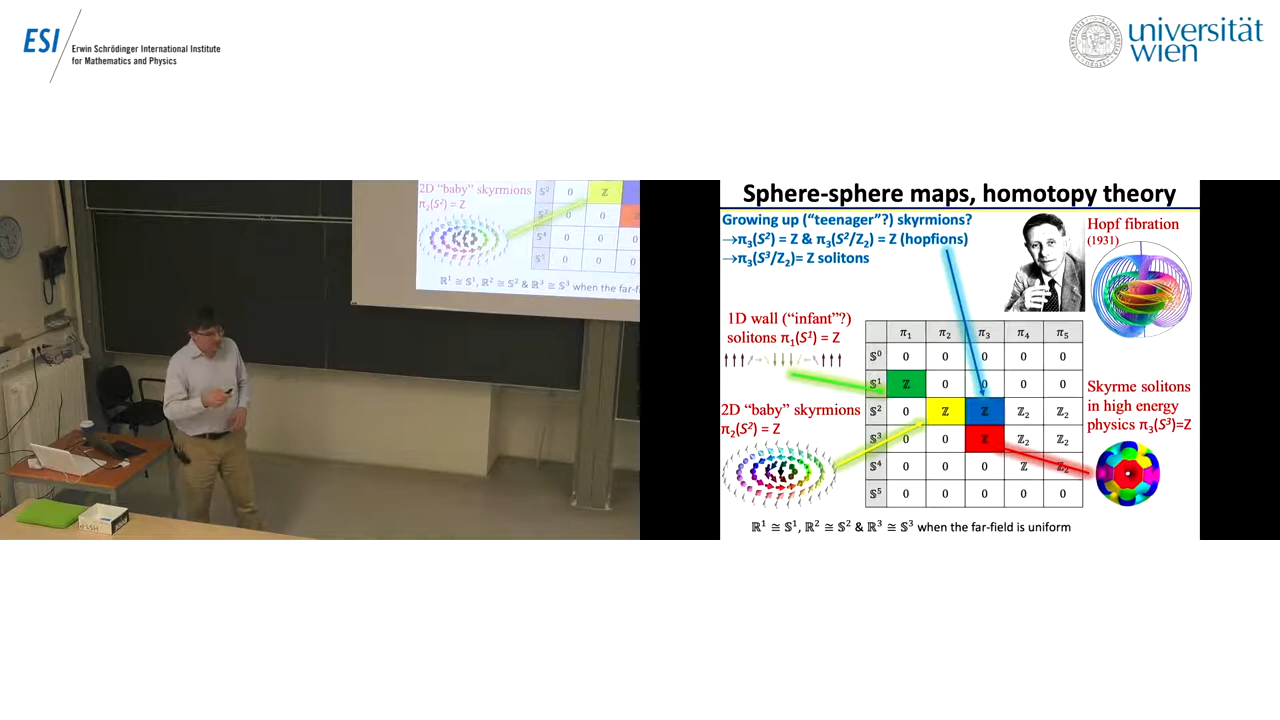 ESI
Erwin Schrödinger International Institute
for Mathematics and Physics
universität
wien
2D “baby” skyrmions
π₂(S²) = Z
𝕊² 0 ℤ
0 0
𝕊⁴ 0 0 0
𝕊⁵ 0 0 0
ℝ¹ ≅ 𝕊¹, ℝ² ≅ 𝕊² & ℝ³ ≅ 𝕊³ when the far-f
Sphere-sphere maps, homotopy theory
Growing up (“teenager”?) skyrmions?
→π₃(S²) = Z & π₃(S²/Z₂) = Z (hopfions)
→π₃(S³/Z₂)= Z solitons
Hopf fibration
(1931)
1D wall (“infant”?)
solitons π₁(S¹) = Z
2D “baby” skyrmions
π₂(S²) = Z
π₁ π₂ π₃ π₄ π₅
𝕊⁰ 0 0 0 0 0
𝕊¹ ℤ 0 0 0 0
𝕊² 0 ℤ ℤ ℤ₂ ℤ₂
𝕊³ 0 0 ℤ ℤ₂ ℤ₂
𝕊⁴ 0 0 0 ℤ ℤ₂
𝕊⁵ 0 0 0 0 0
Skyrme solitons
in high energy
physics π₃(S³)=Z
ℝ¹ ≅ 𝕊¹, ℝ² ≅ 𝕊² & ℝ³ ≅ 𝕊³ when the far-field is uniform